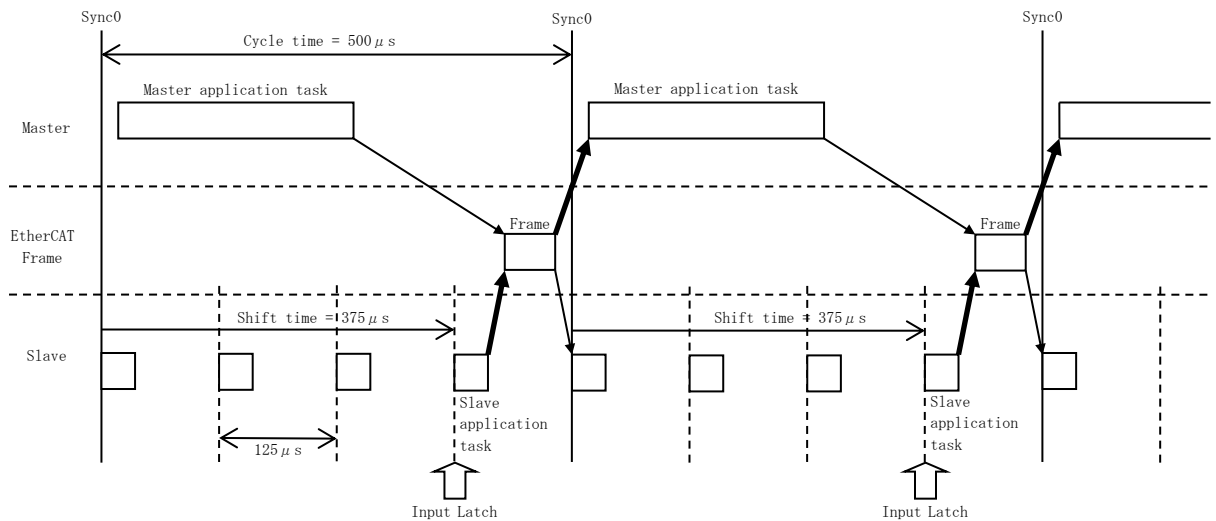 Sync0
Sync0
Sync0
Cycle time = 500μs
Master application task
Master application task
Master
Frame
Frame
EtherCAT
Frame
Shift time = 375μs
Shift time = 375μs
Slave
Slave
application
task
Slave
application
task
125μs
Input Latch
Input Latch